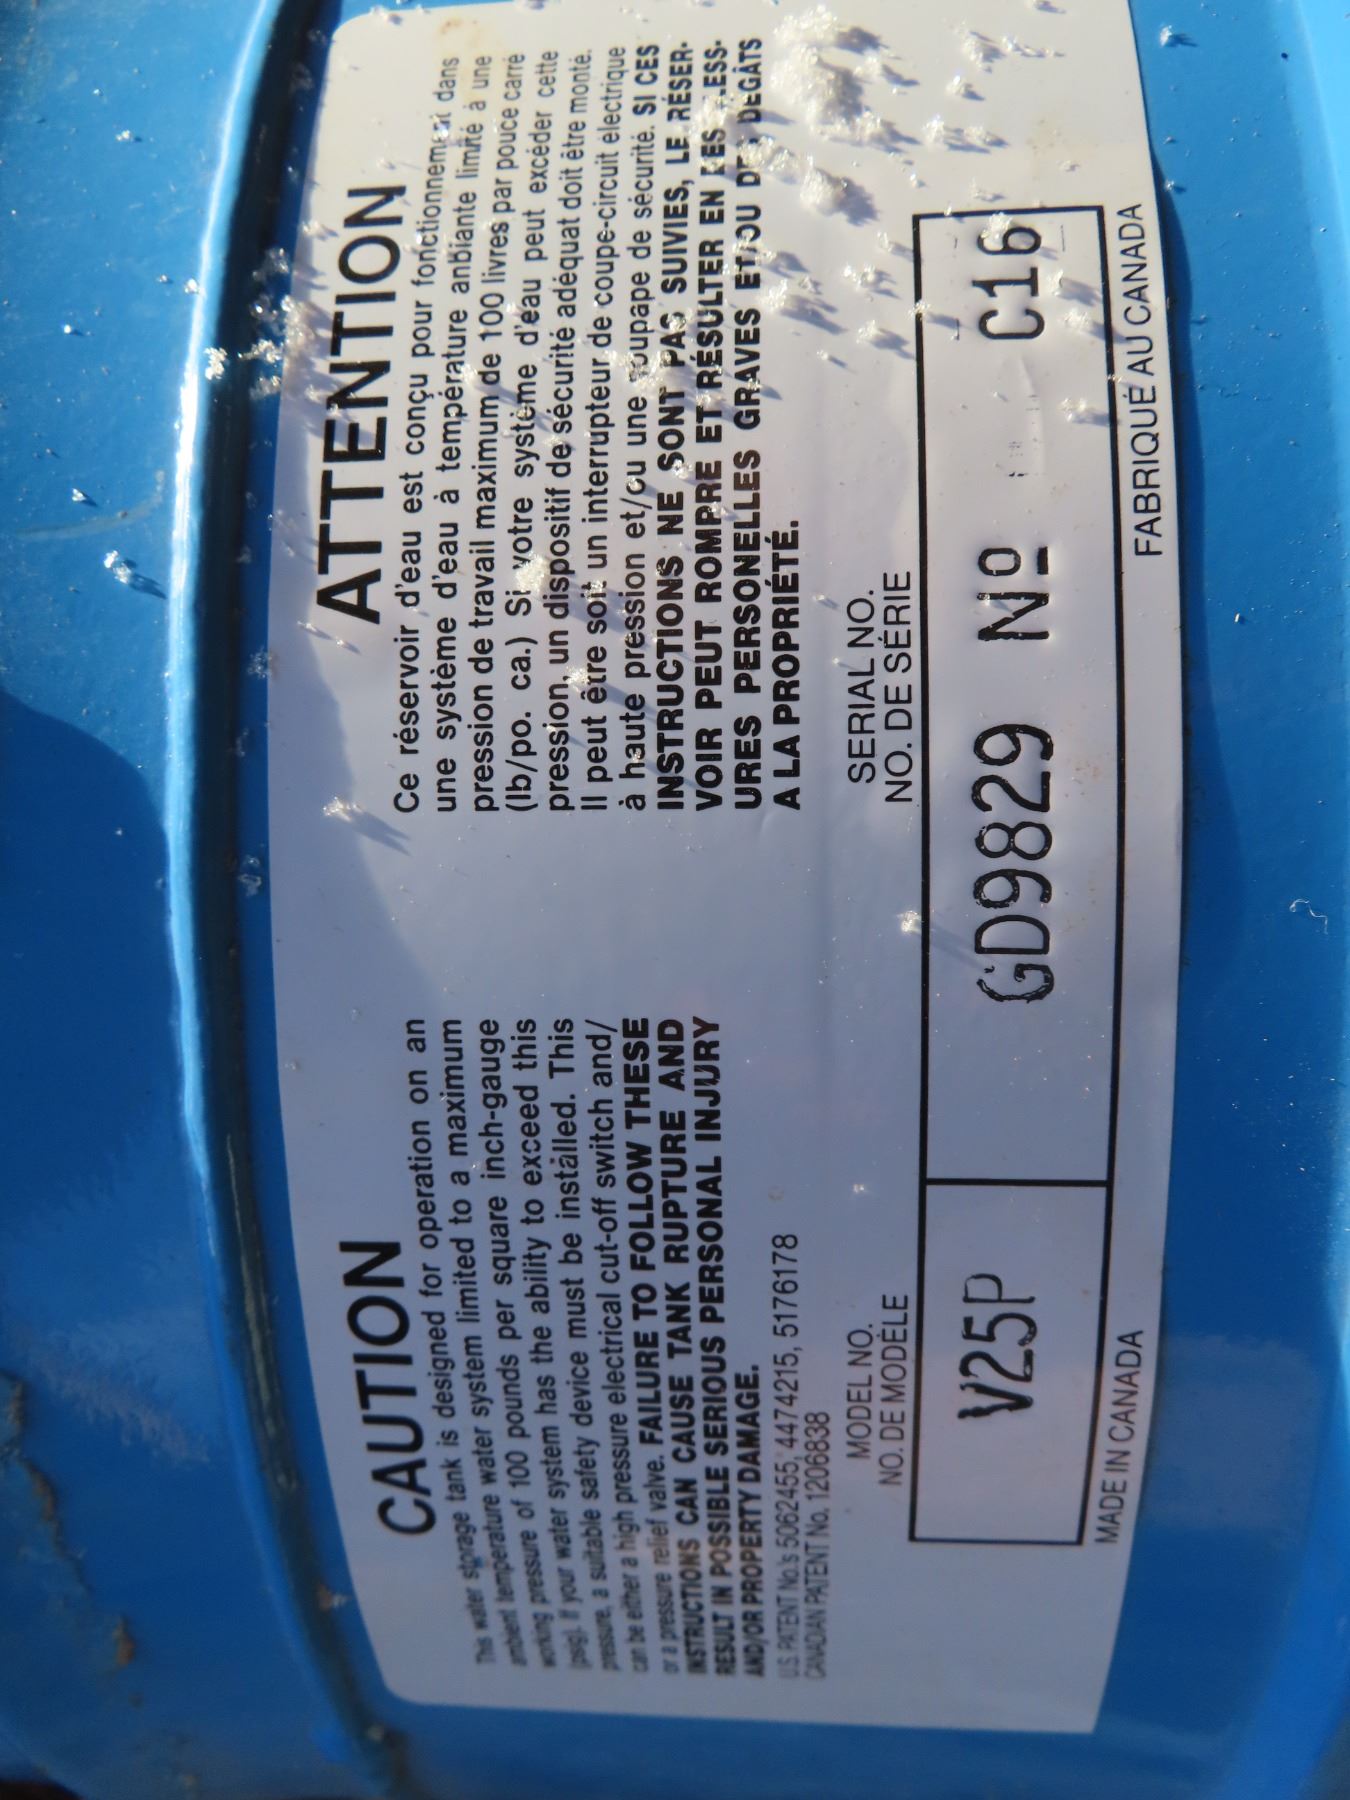 CAUTION
This water storage tank is designed for operation on an
ambient temperature water system limited to a maximum
working pressure of 100 pounds per square inch-gauge
(psig). If your water system has the ability to exceed this
pressure, a suitable safety device must be installed. This
can be either a high pressure electrical cut-off switch and/
or a pressure relief valve. FAILURE TO FOLLOW THESE
INSTRUCTIONS CAN CAUSE TANK RUPTURE AND
RESULT IN POSSIBLE SERIOUS PERSONAL INJURY
AND/OR PROPERTY DAMAGE.
U.S. PATENT No.'s 5062455, 4474215, 5176178
CANADIAN PATENT No. 1206838
ATTENTION
Ce réservoir d'eau est conçu pour fonctionnement dans
une système d'eau à température anbiante limité à une
pression de travail maximum de 100 livres par pouce carré
(lb/po. ca.) Si votre système d'eau peut excéder cette
pression, un dispositif de sécurité adéquat doit être monté.
Il peut être soit un interrupteur de coupe-circuit électrique
à haute pression et/ou une soupape de sécurité. SI CES
INSTRUCTIONS NE SONT PAS SUIVIES, LE RÉSER-
VOIR PEUT ROMPRE ET RÉSULTER EN DES BLESS-
URES PERSONELLES GRAVES ET/OU DES DÉGÂTS
A LA PROPRIÉTÉ.
MODEL NO.
NO. DE MODÈLE
V25P
SERIAL NO.
NO. DE SÉRIE
GD9829 Nº C16
MADE IN CANADA
FABRIQUÉ AU CANADA